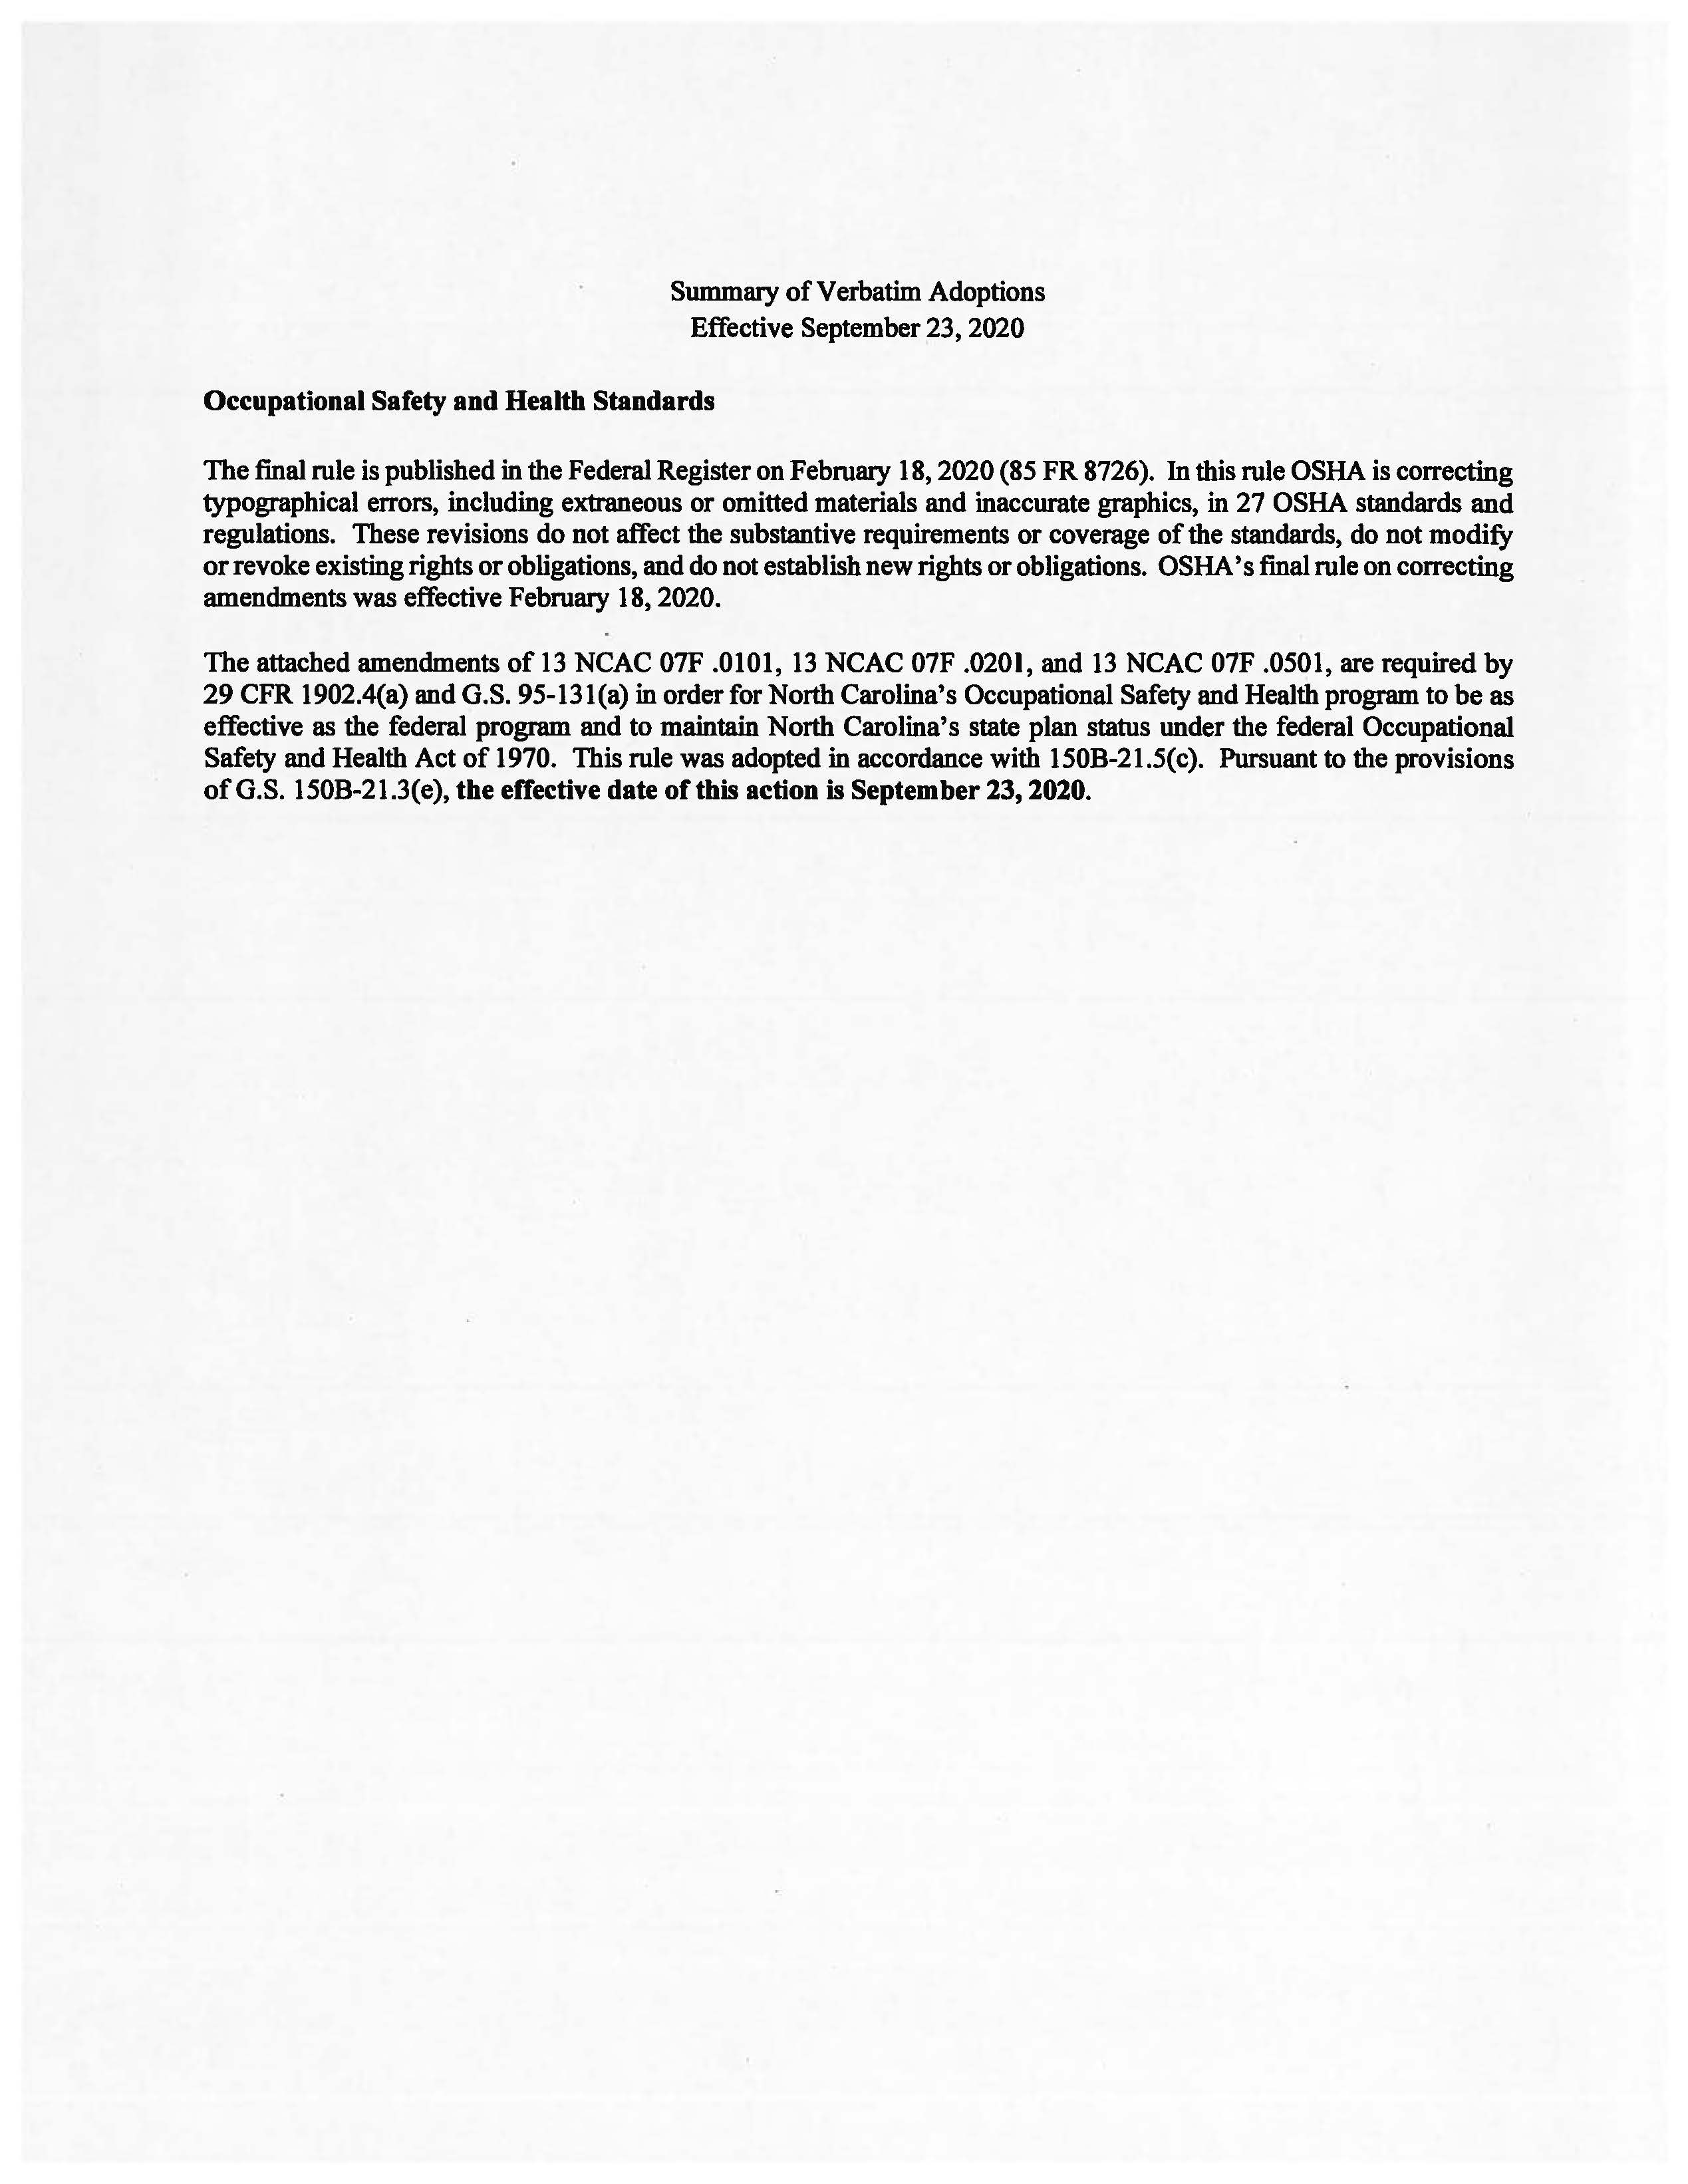 Summary of Verbatim Adoptions
Effective September 23, 2020
Occupational Safety and Health Standards
The final rule is published in the Federal Register on February 18, 2020 (85 FR 8726). In this rule OSHA is correcting
typographical errors, including extraneous or omitted materials and inaccurate graphics, in 27 OSHA standards and
regulations. These revisions do not affect the substantive requirements or coverage of the standards, do not modify
or revoke existing rights or obligations, and do not establish new rights or obligations. OSHA's final rule on correcting
amendments was effective February 18, 2020.
The attached amendments of 13 NCAC 07F .0101, 13 NCAC 07F .0201, and 13 NCAC 07F .0501, are required by
29 CFR 1902.4(a) and G.S. 95-131(a) in order for North Carolina's Occupational Safety and Health program to be as
effective as the federal program and to maintain North Carolina's state plan status under the federal Occupational
Safety and Health Act of 1970. This rule was adopted in accordance with 150B-21.5(c). Pursuant to the provisions
of G.S. 150B-21.3(e), the effective date of this action is September 23, 2020.